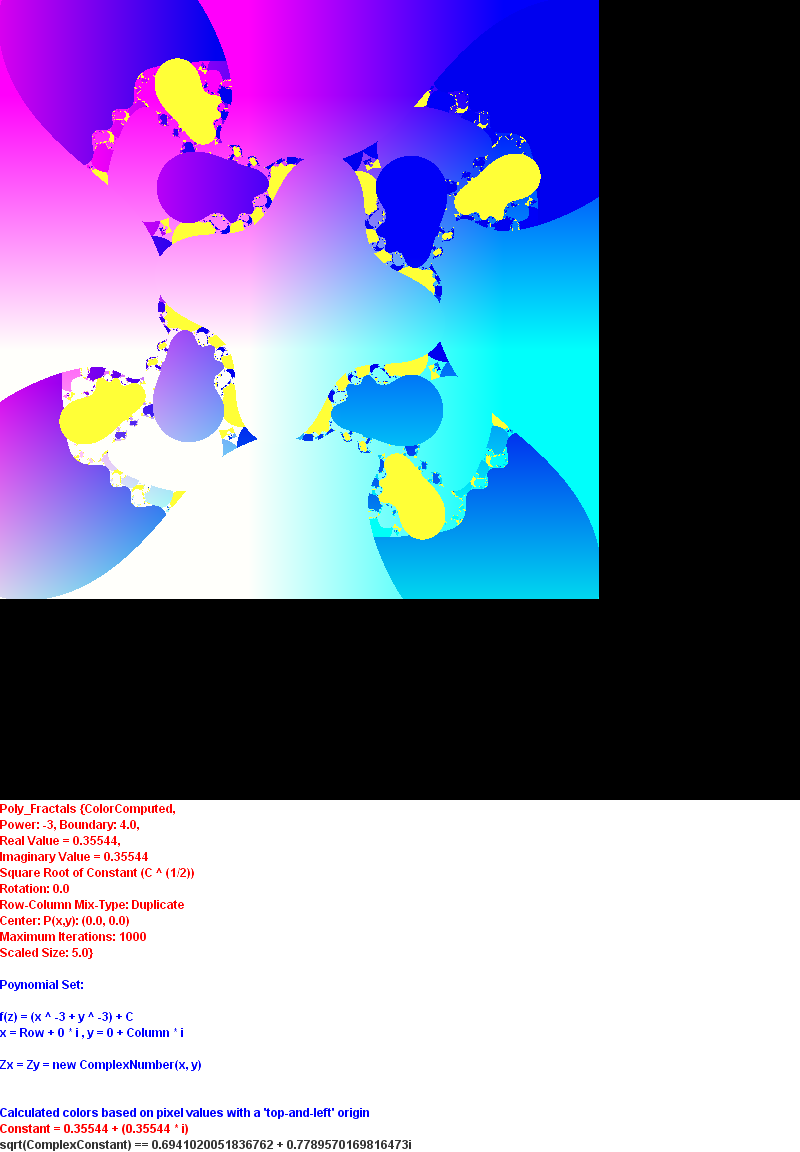 Poly_Fractals {ColorComputed,
Power: -3, Boundary: 4.0,
Real Value = 0.35544,
Imaginary Value = 0.35544
Square Root of Constant (C ^ (1/2))
Rotation: 0.0
Row-Column Mix-Type: Duplicate
Center: P(x,y): (0.0, 0.0)
Maximum Iterations: 1000
Scaled Size: 5.0}
Poynomial Set:
f(z) = (x ^ -3 + y ^ -3) + C
x = Row + 0 * i , y = 0 + Column * i
Zx = Zy = new ComplexNumber(x, y)
Calculated colors based on pixel values with a 'top-and-left' origin
Constant = 0.35544 + (0.35544 * i)
sqrt(ComplexConstant) == 0.6941020051836762 + 0.7789570169816473i